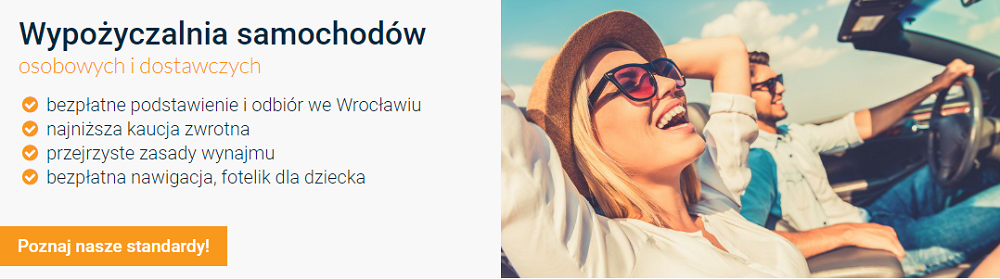 Wypożyczalnia samochodów
osobowych i dostawczych
bezpłatne podstawienie i odbiór we Wrocławiu
najniższa kaucja zwrotna
przejrzyste zasady wynajmu
bezpłatna nawigacja, fotelik dla dziecka
Poznaj nasze standardy!